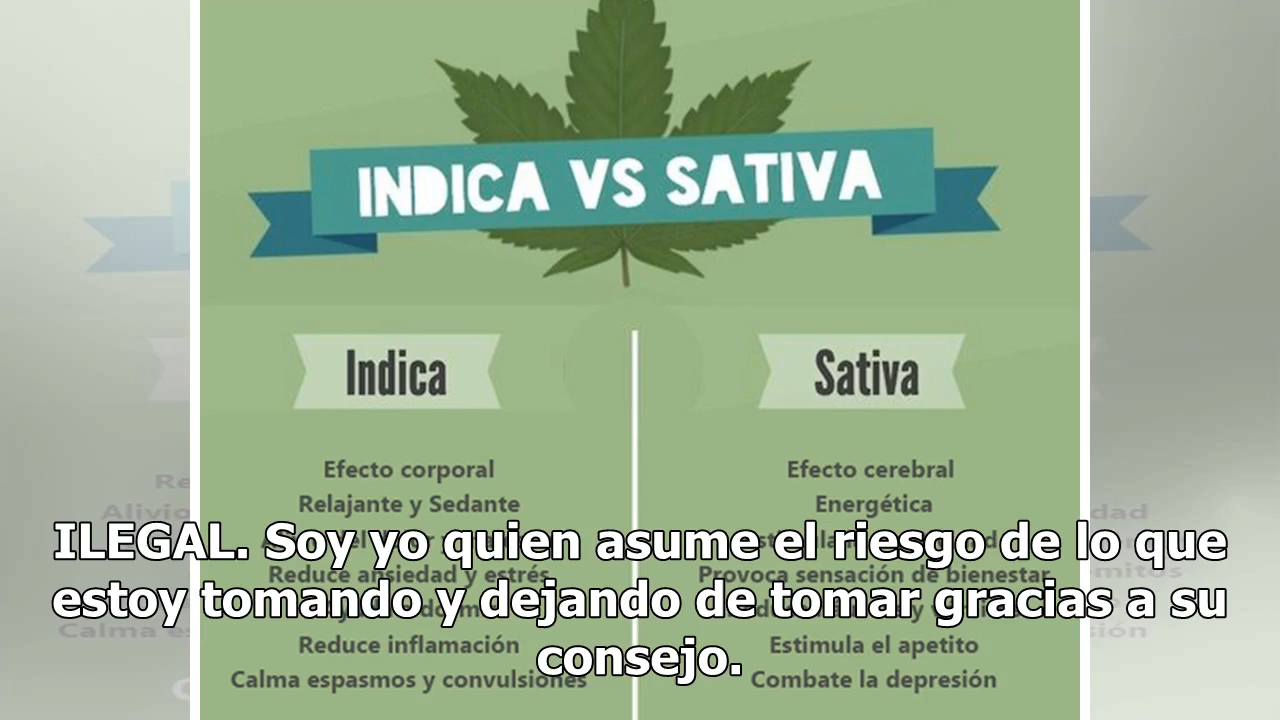 INDICA VS SATIVA
Indica
Sativa
Efecto corporal
Relajante y Sedante
Reduce ansiedad y estrés
Reduce inflamación
Calma espasmos y convulsiones
Efecto cerebral
Energética
Provoca sensación de bienestar
Estimula el apetito
Combate la depresión
ILEGAL. Soy yo quien asume el riesgo de lo que
estoy tomando y dejando de tomar gracias a su
consejo.